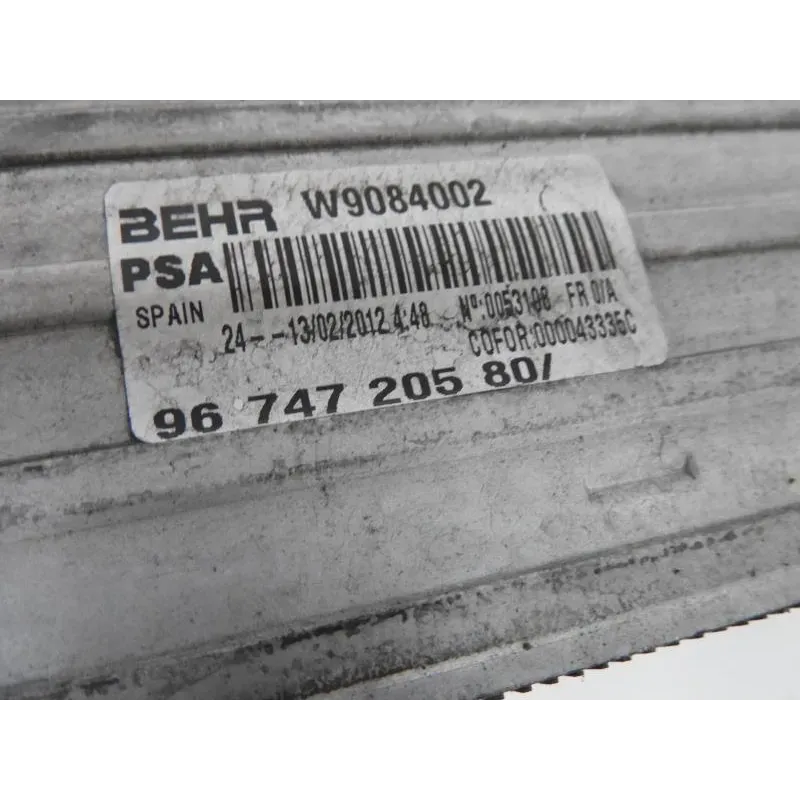 BEHR W9084002
PSA
SPAIN
24--13/02/2012 4:48 Nº:0053108 FR 0/A
COFOR:000043336C
96 747 205 80/